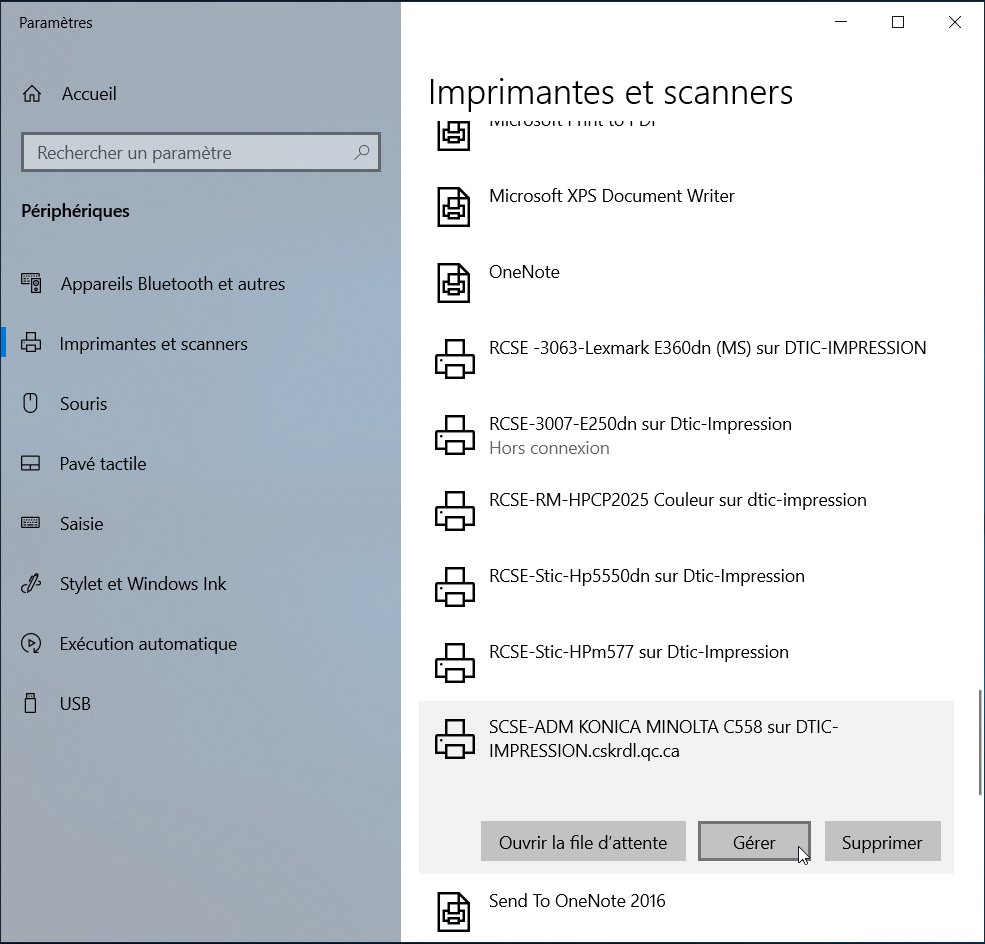 Paramètres
Accueil
Rechercher un paramètre
Périphériques
Appareils Bluetooth et autres
Imprimantes et scanners
Souris
Pavé tactile
Saisie
Stylet et Windows Ink
Exécution automatique
USB
Imprimantes et scanners
Microsoft Print to PDF
Microsoft XPS Document Writer
OneNote
RCSE -3063-Lexmark E360dn (MS) sur DTIC-IMPRESSION
RCSE-3007-E250dn sur Dtic-Impression
Hors connexion
RCSE-RM-HPCP2025 Couleur sur dtic-impression
RCSE-Stic-Hp5550dn sur Dtic-Impression
RCSE-Stic-HPm577 sur Dtic-Impression
SCSE-ADM KONICA MINOLTA C558 sur DTIC-
IMPRESSION.cskrdl.qc.ca
Ouvrir la file d’attente
Gérer
Supprimer
Send To OneNote 2016